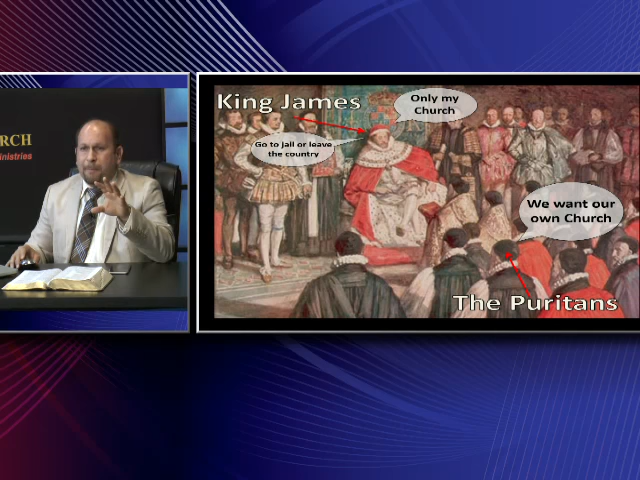 RCH
inistries
King James
Only my
Church
Go to jail or leave
the country
We want our
own Church
The Puritans